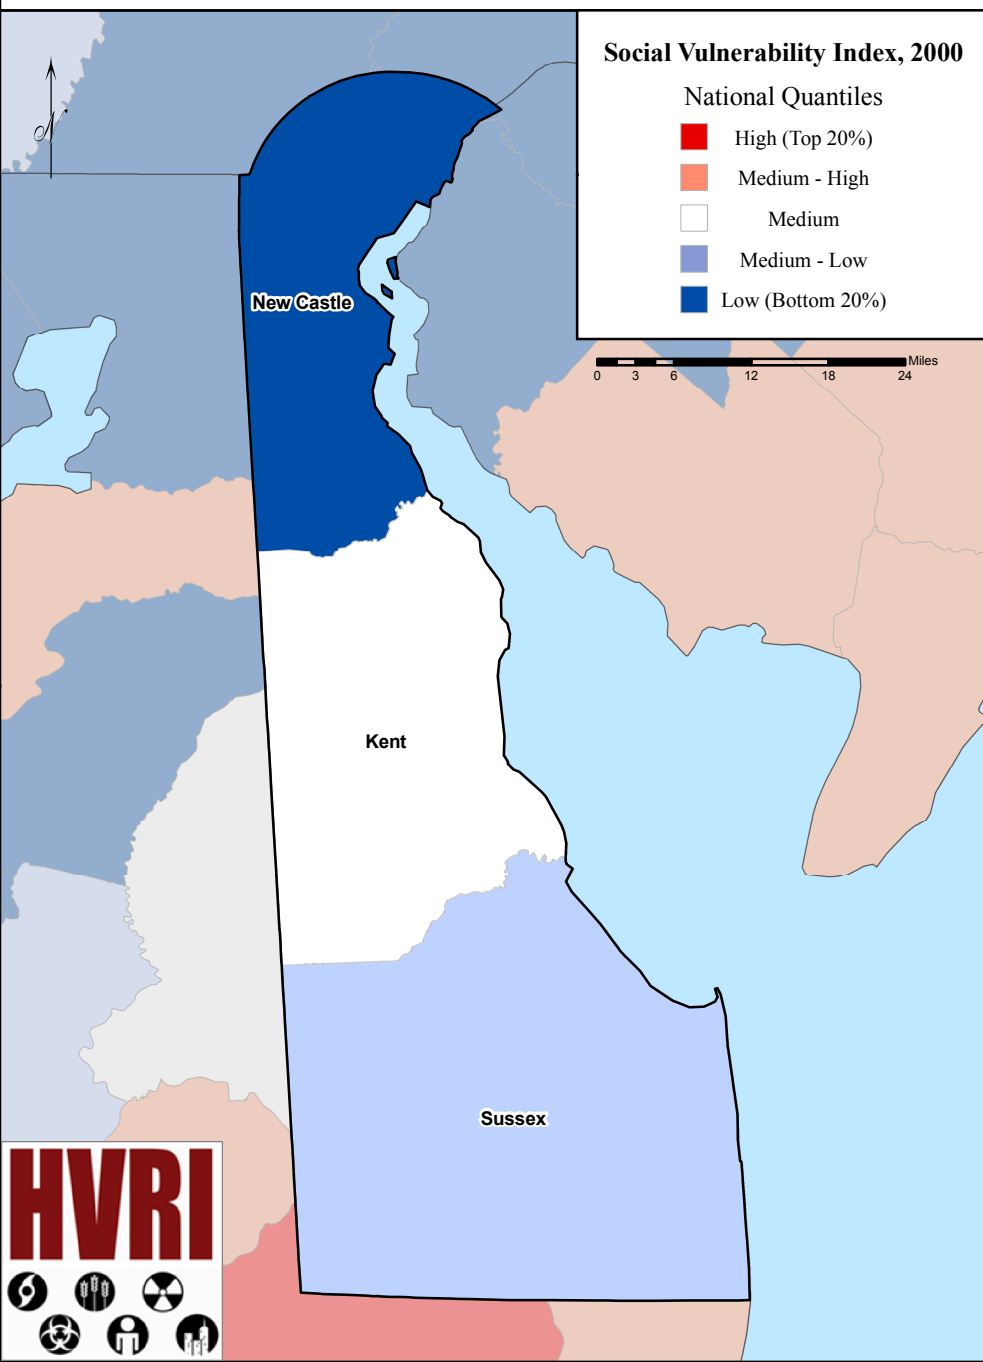 Social Vulnerability Index, 2000
National Quantiles
High (Top 20%)
Medium - High
Medium
Medium - Low
Low (Bottom 20%)
N
Miles
0 3 6 12 18 24
New Castle
Kent
Sussex
HVRI